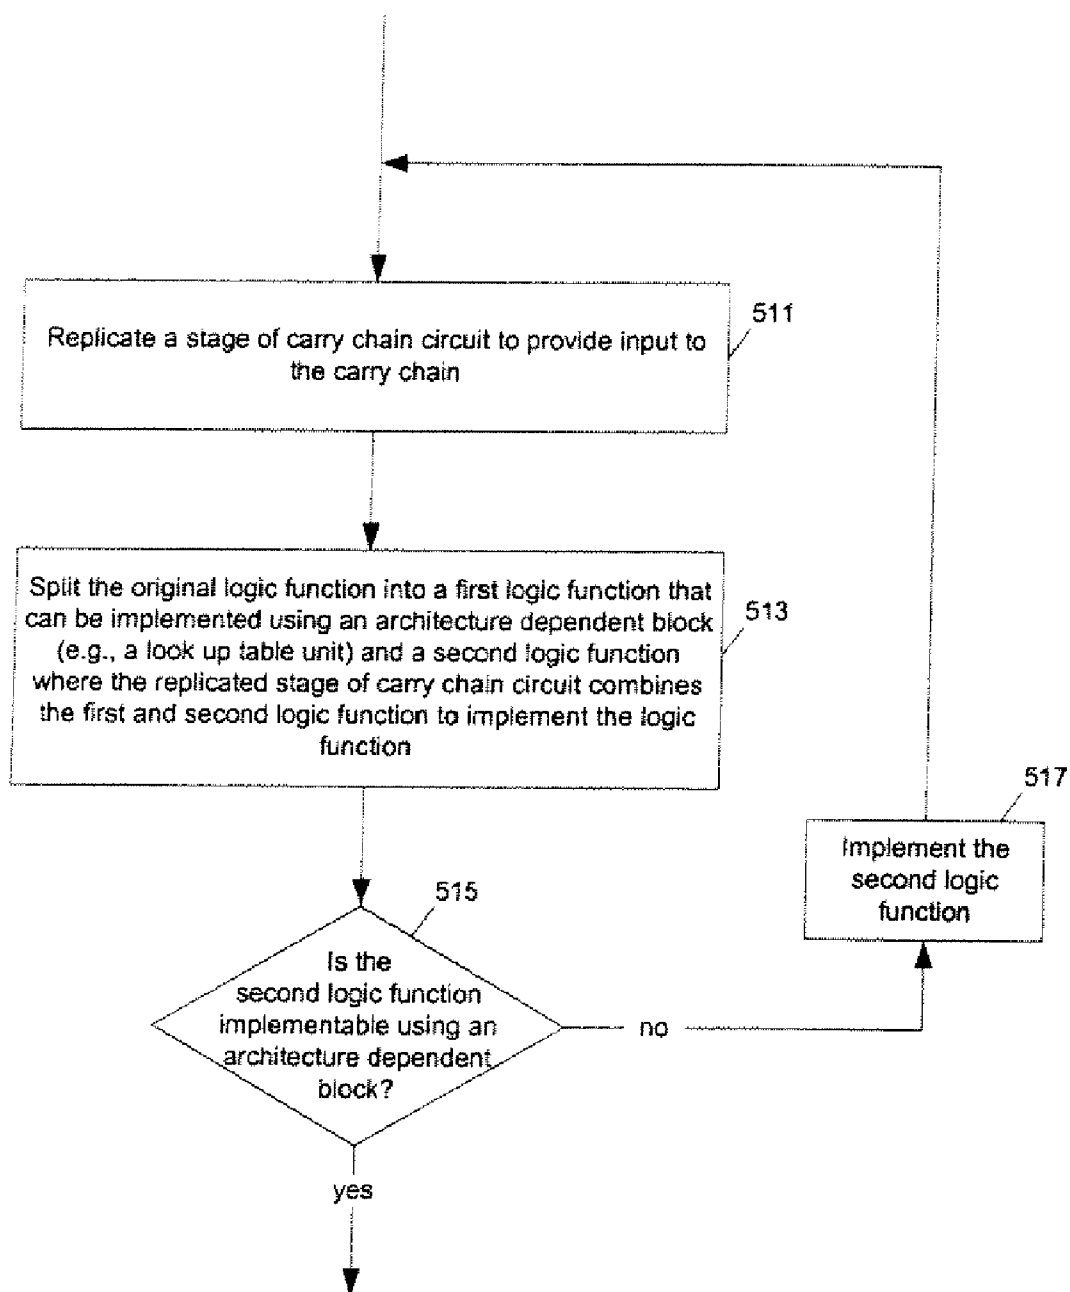 Replicate a stage of carry chain circuit to provide input to
the carry chain
511
Split the original logic function into a first logic function that
can be implemented using an architecture dependent block
(e.g., a look up table unit) and a second logic function
where the replicated stage of carry chain circuit combines
the first and second logic function to implement the logic
function
513
517
Implement the
second logic
function
515
Is the
second logic function
implementable using an
architecture dependent
block?
no
yes